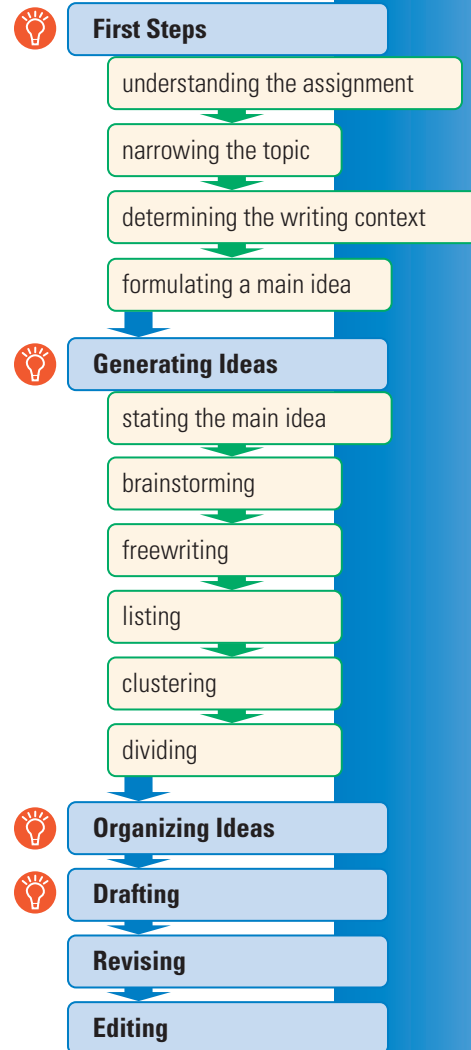 First Steps
understanding the assignment
narrowing the topic
determining the writing context
formulating a main idea
Generating Ideas
stating the main idea
brainstorming
freewriting
listing
clustering
dividing
Organizing Ideas
Drafting
Revising
Editing